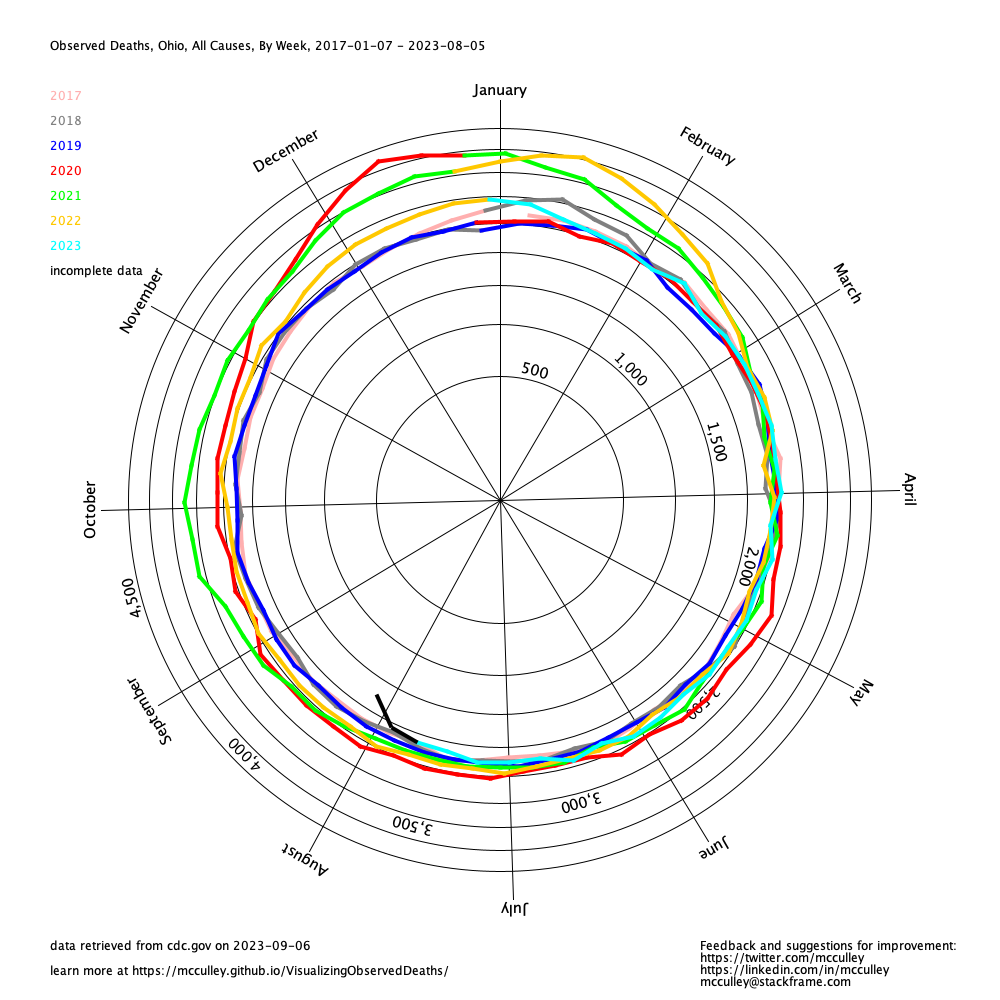 Observed Deaths, Ohio, All Causes, By Week, 2017-01-07 - 2023-08-05
January
2017
2018
2019
2020
2021
2022
2023
incomplete data
December
February
November
March
500
1,000
1,500
October
April
2,000
4,500
September
May
2,500
4,000
3,500
3,000
August
June
July
data retrieved from cdc.gov on 2023-09-06
learn more at https://mcculley.github.io/VisualizingObservedDeaths/
Feedback and suggestions for improvement:
https://twitter.com/mcculley
https://linkedin.com/in/mcculley
mcculley@stackframe.com